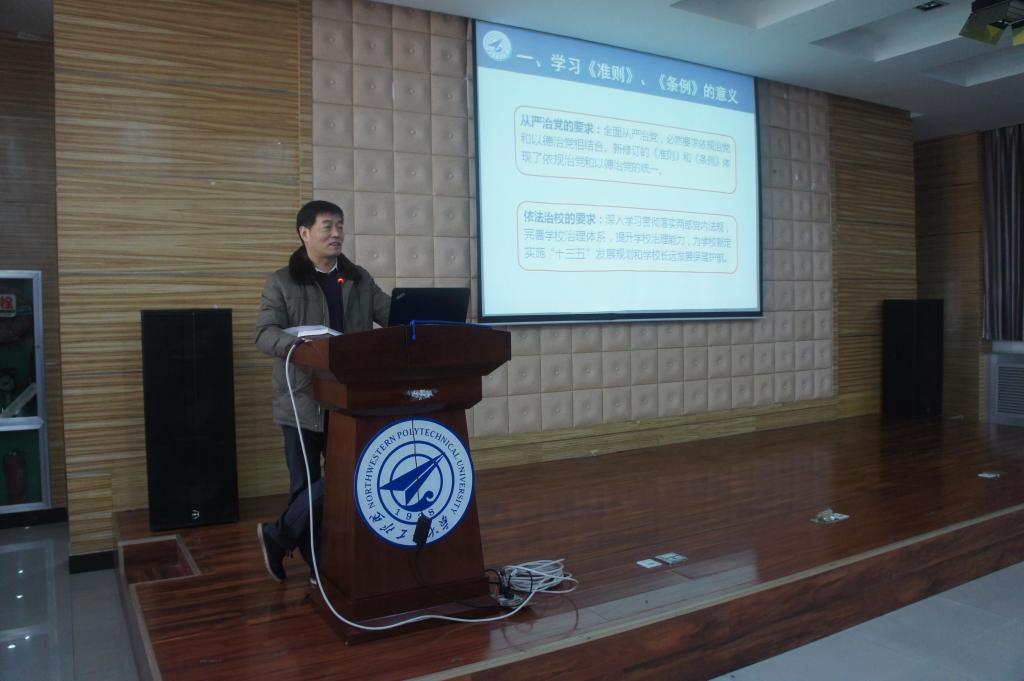 一、学习《准则》、《条例》的意义
从严治党的要求：全面从严治党，必然要求依规治党
和以德治党相结合。新修订的《准则》和《条例》体
现了依规治党和以德治党的统一。
依法治校的要求：深入学习贯彻落实两部党内法规，
完善学校治理体系，提升学校治理能力，为学校制定
实施“十三五”发展规划和学校长远发展保驾护航。
NORTHWESTERN POLYTECHNICAL UNIVERSITY
1938